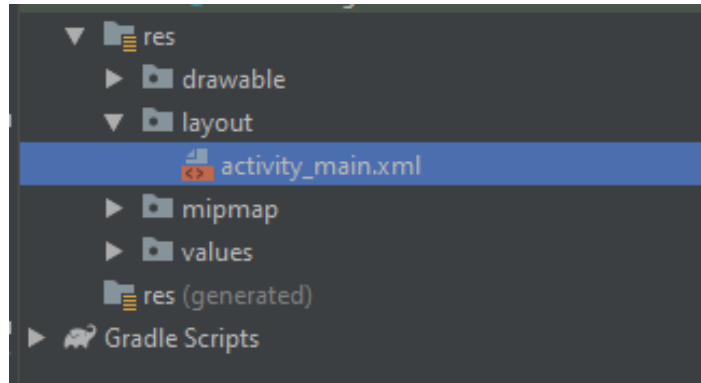 res
drawable
layout
activity_main.xml
mipmap
values
res (generated)
Gradle Scripts